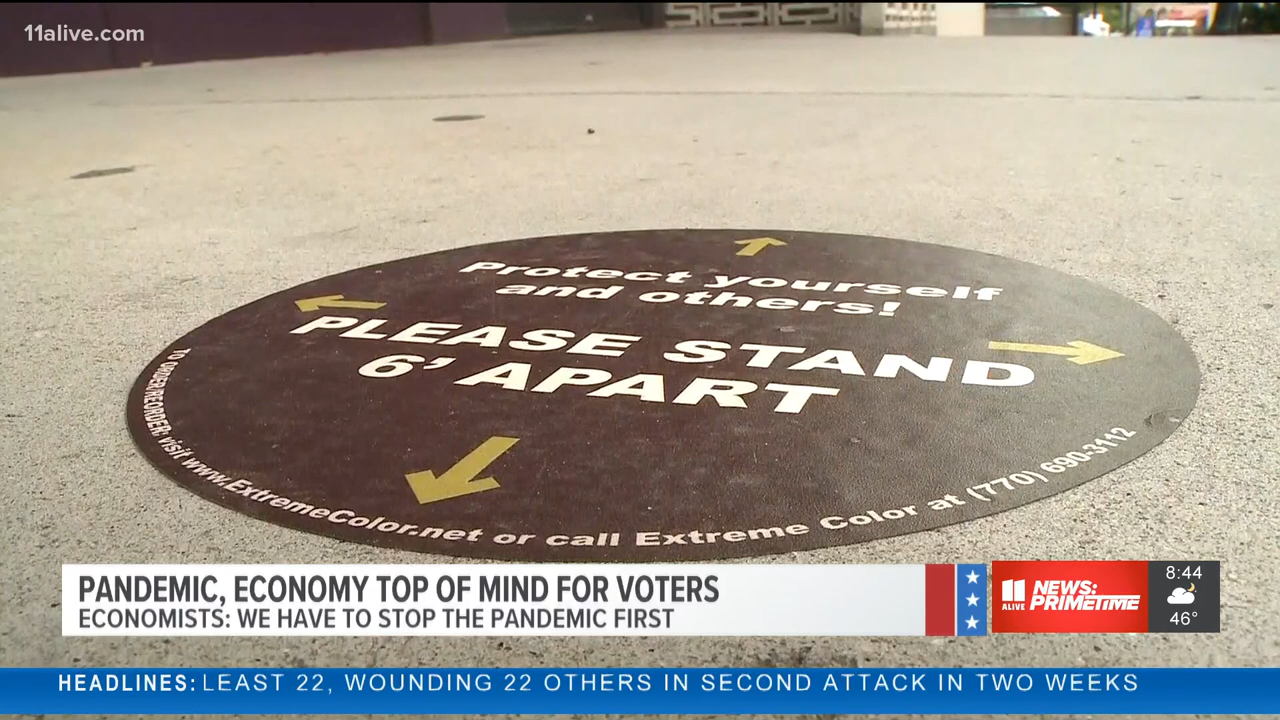 11alive.com
Protect yourself
and others!
PLEASE STAND
6' APART
TO ORDER/REORDER: visit www.ExtremeColor.net or call Extreme Color at (770) 690-3112
PANDEMIC, ECONOMY TOP OF MIND FOR VOTERS
ECONOMISTS: WE HAVE TO STOP THE PANDEMIC FIRST
11 ALIVE
NEWS:
PRIMETIME
8:44
46°
HEADLINES: LEAST 22, WOUNDING 22 OTHERS IN SECOND ATTACK IN TWO WEEKS